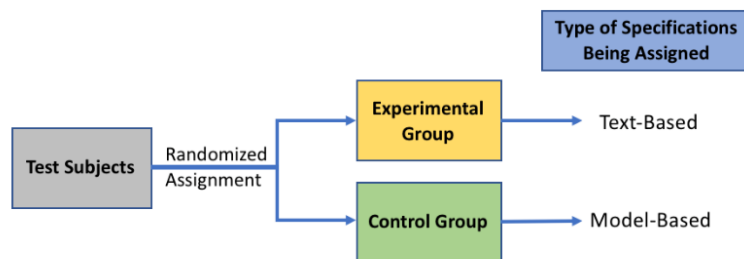 Type of Specifications
Being Assigned
Experimental
Group
Text-Based
Test Subjects
Randomized
Assignment
Control Group
Model-Based